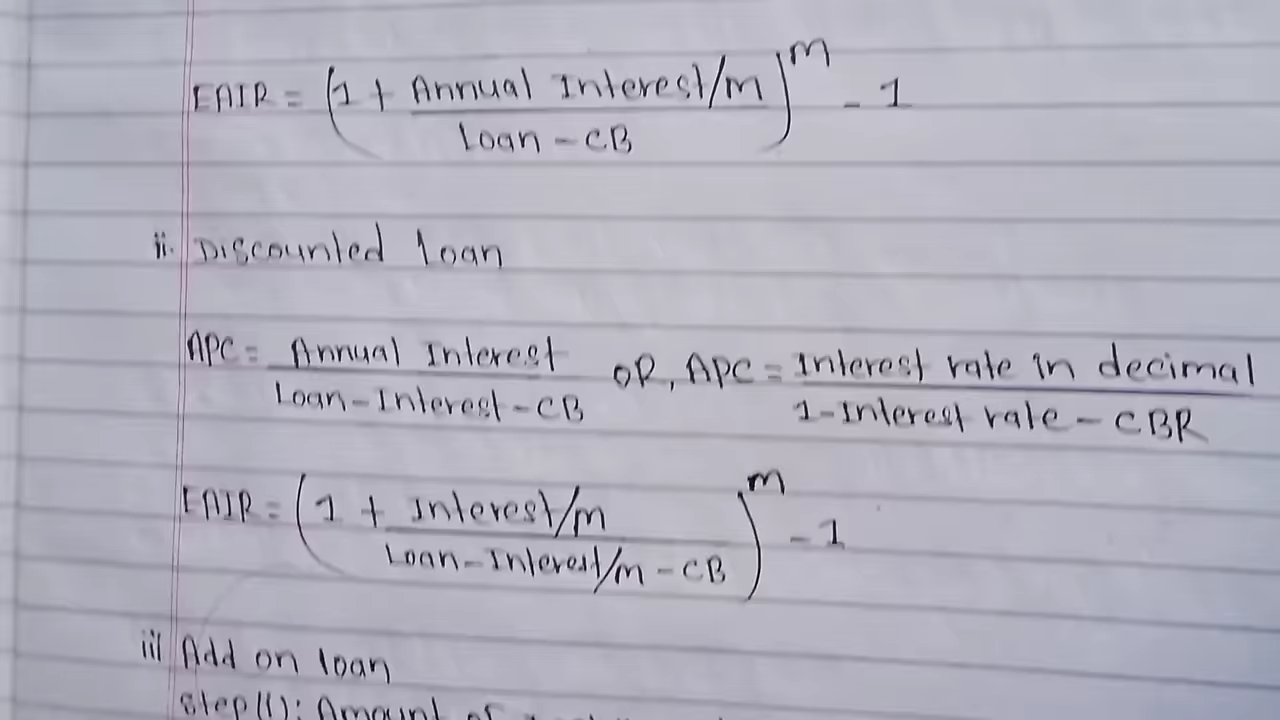 EAIR = (1 + Annual Interest/m / Loan - CB)^m - 1
ii. Discounted loan
APC = Annual Interest / Loan - Interest - CB OR, APC = Interest rate in decimal / 1 - Interest rate - CBR
EAIR = (1 + Interest/m / Loan - Interest/m - CB)^m - 1
iii Add on loan
Step(1): Amount of